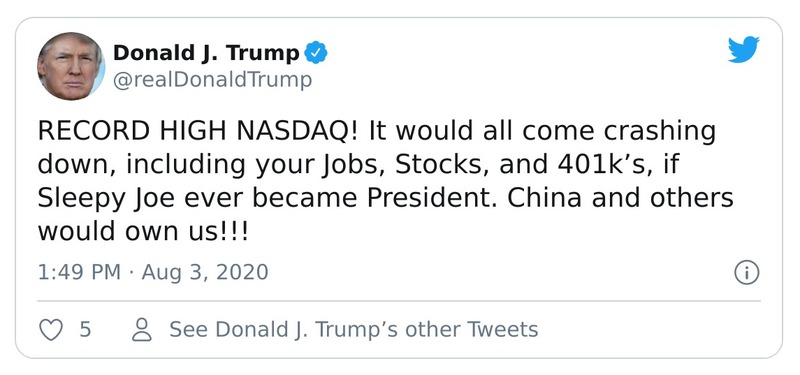 Donald J. Trump
@realDonaldTrump
RECORD HIGH NASDAQ! It would all come crashing
down, including your Jobs, Stocks, and 401k’s, if
Sleepy Joe ever became President. China and others
would own us!!!
1:49 PM · Aug 3, 2020
5
See Donald J. Trump’s other Tweets